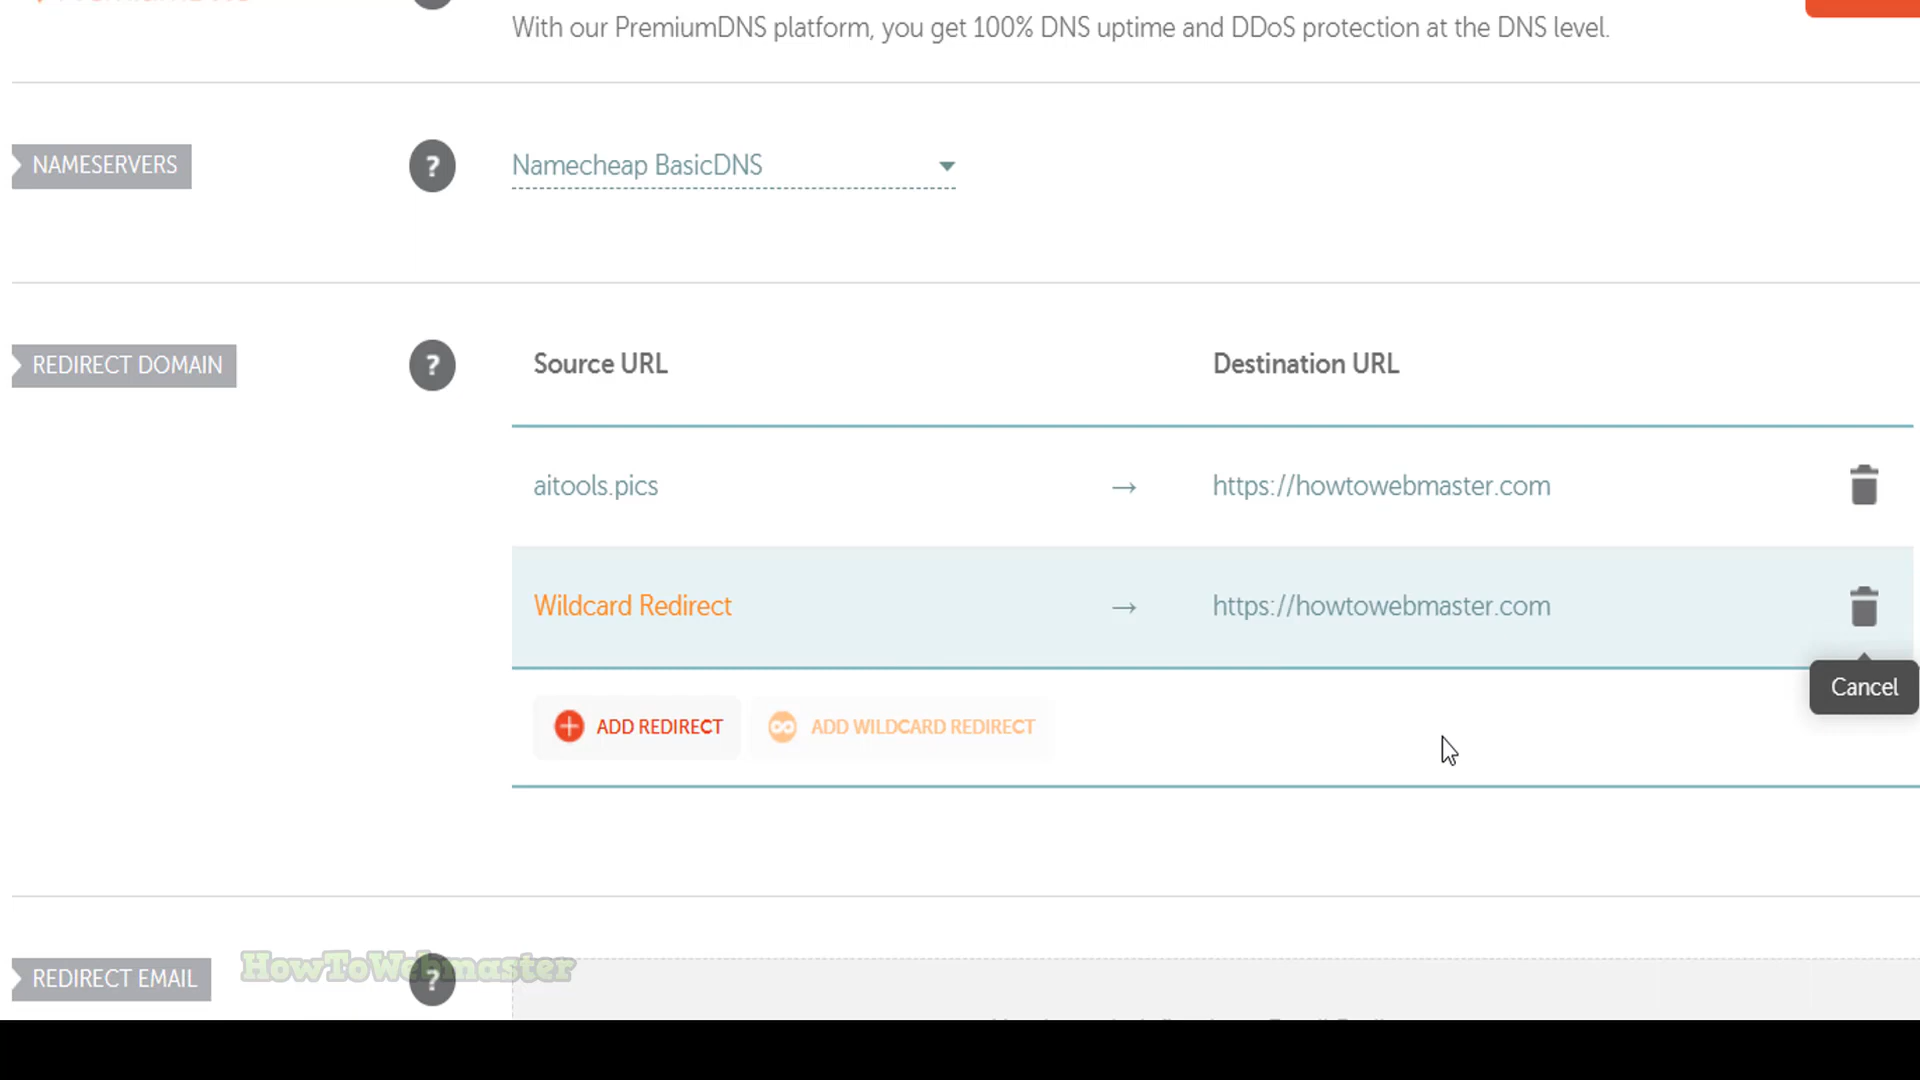 With our PremiumDNS platform, you get 100% DNS uptime and DDoS protection at the DNS level.
NAMESERVERS
?
Namecheap BasicDNS
REDIRECT DOMAIN
?
Source URL
Destination URL
aitools.pics
→
https://howtowebmaster.com
Wildcard Redirect
→
https://howtowebmaster.com
Cancel
ADD REDIRECT
ADD WILDCARD REDIRECT
REDIRECT EMAIL
HowToWebmaster
?